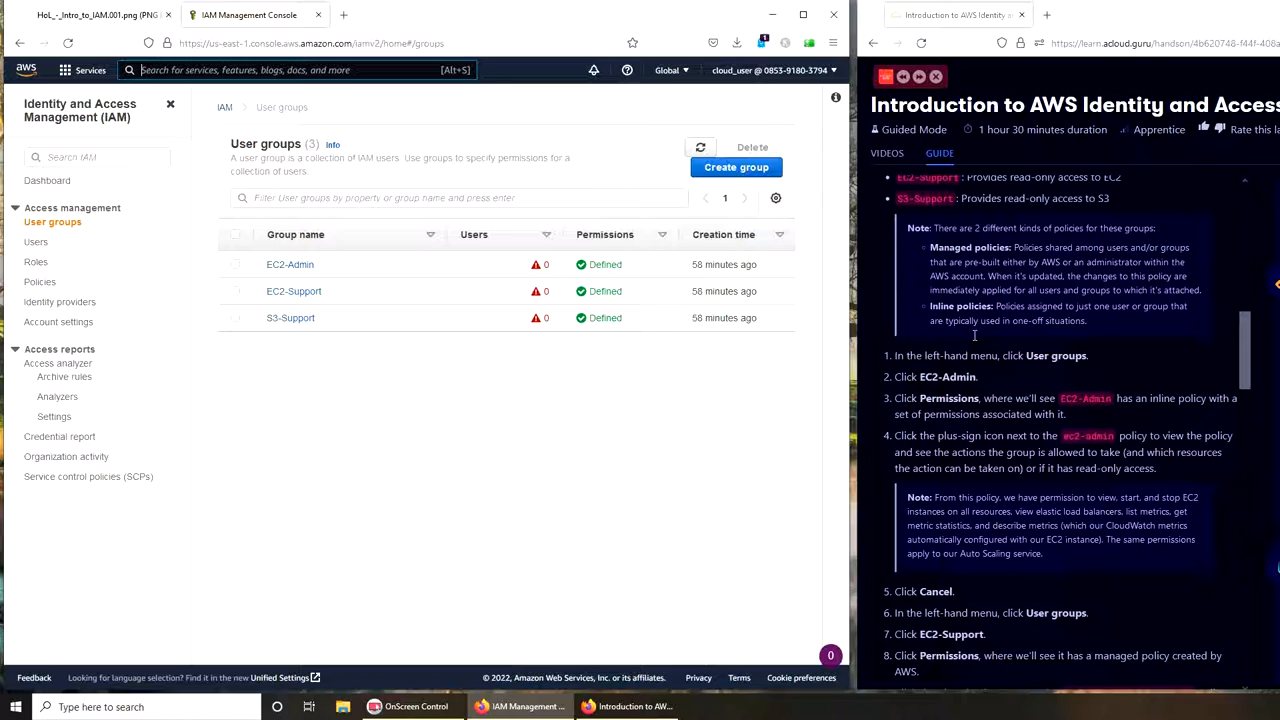 HoL_-_Intro_to_IAM.001.png (PNG I
IAM Management Console
https://us-east-1.console.aws.amazon.com/iamv2/home#/groups
1
aws
Services
Search for services, features, blogs, docs, and more
[Alt+S]
Global
cloud_user @ 0853-9180-3794
Identity and Access
Management (IAM)
Search IAM
Dashboard
Access management
User groups
Users
Roles
Policies
Identity providers
Account settings
Access reports
Access analyzer
Archive rules
Analyzers
Settings
Credential report
Organization activity
Service control policies (SCPs)
IAM
User groups
User groups (3) Info
A user group is a collection of IAM users. Use groups to specify permissions for a
collection of users.
Delete
Create group
Filter User groups by property or group name and press enter
1
Group name Users Permissions Creation time
EC2-Admin 0 Defined 58 minutes ago
EC2-Support 0 Defined 58 minutes ago
S3-Support 0 Defined 58 minutes ago
0
Feedback
Looking for language selection? Find it in the new Unified Settings
© 2022, Amazon Web Services, Inc. or its affiliates.
Privacy
Terms
Cookie preferences
Introduction to AWS Identity a
https://learn.acloud.guru/handson/4b620748-f44f-408a
Introduction to AWS Identity and Access
Guided Mode
1 hour 30 minutes duration
Apprentice
Rate this la
VIDEOS
GUIDE
EC2-Support: Provides read-only access to EC2
S3-Support: Provides read-only access to S3
Note: There are 2 different kinds of policies for these groups:
Managed policies: Policies shared among users and/or groups
that are pre-built either by AWS or an administrator within the
AWS account. When it's updated, the changes to this policy are
immediately applied for all users and groups to which it's attached.
Inline policies: Policies assigned to just one user or group that
are typically used in one-off situations.
1. In the left-hand menu, click User groups.
2. Click EC2-Admin.
3. Click Permissions, where we'll see EC2-Admin has an inline policy with a
set of permissions associated with it.
4. Click the plus-sign icon next to the ec2-admin policy to view the policy
and see the actions the group is allowed to take (and which resources
the action can be taken on) or if it has read-only access.
Note: From this policy, we have permission to view, start, and stop EC2
instances on all resources, view elastic load balancers, list metrics, get
metric statistics, and describe metrics (which our CloudWatch metrics
automatically configured with our EC2 instance). The same permissions
apply to our Auto Scaling service.
5. Click Cancel.
6. In the left-hand menu, click User groups.
7. Click EC2-Support.
8. Click Permissions, where we'll see it has a managed policy created by
AWS.
Type here to search
OnScreen Control
IAM Management ...
Introduction to AW...